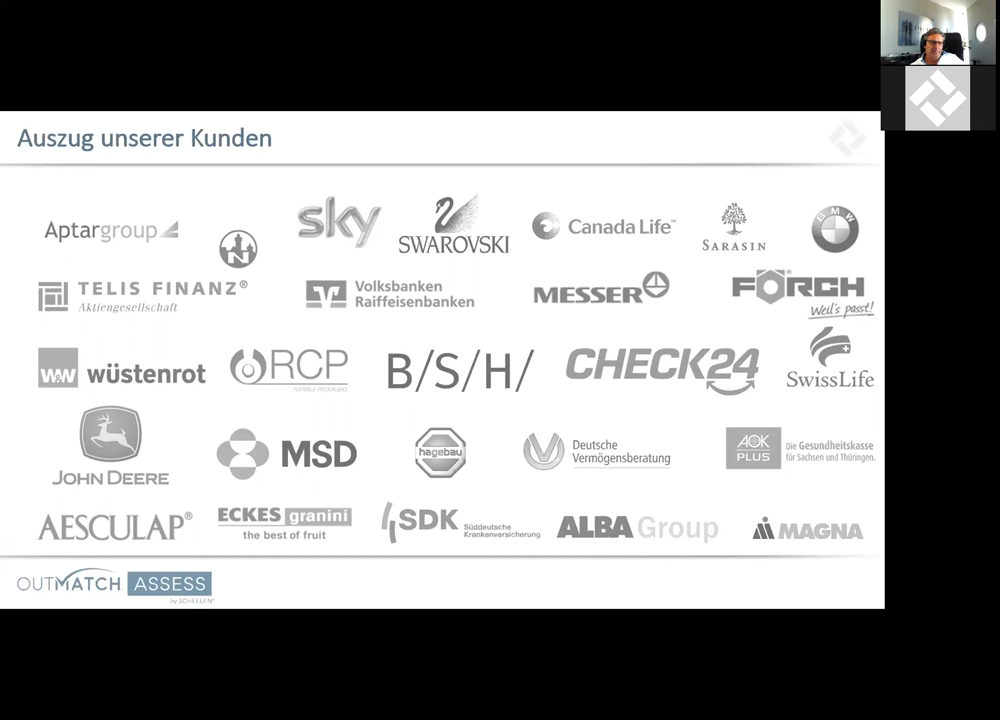 Auszug unserer Kunden
Aptargroup
N
sky
SWAROVSKI
Canada Life™
SARASIN
BMW
TELIS FINANZ®
Aktiengesellschaft
Volksbanken
Raiffeisenbanken
MESSER
FÖRCH
Weil's passt!
W&W wüstenrot
RCP
B/S/H/
CHECK24
SwissLife
JOHN DEERE
MSD
hagebau
Deutsche
Vermögensberatung
AOK
PLUS
Die Gesundheitskasse
für Sachsen und Thüringen.
AESCULAP®
ECKES granini
the best of fruit
SDK
Süddeutsche
Krankenversicherung
ALBA Group
MAGNA
OUTMATCH ASSESS
by SCHEELEN®